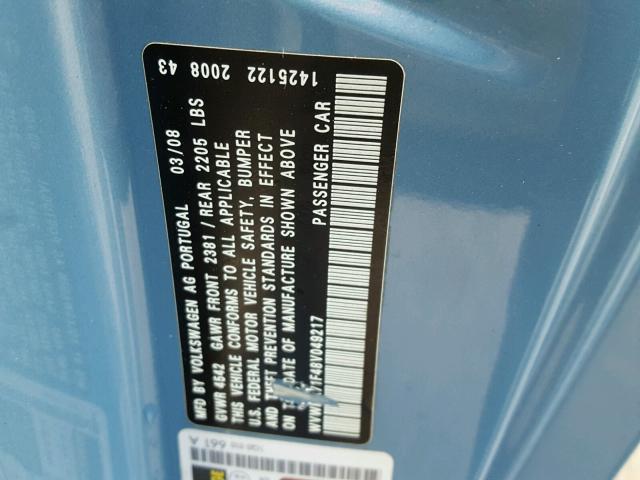 1425122 2008 43
MFD BY VOLKSWAGEN AG PORTUGAL 03/08
GVWR 4542 GAWR FRONT 2381 / REAR 2205 LBS
THIS VEHICLE CONFORMS TO ALL APPLICABLE
U.S. FEDERAL MOTOR VEHICLE SAFETY, BUMPER
AND THEFT PREVENTION STANDARDS IN EFFECT
ON DATE OF MANUFACTURE SHOWN ABOVE
1F48V049217 PASSENGER CAR
661 A